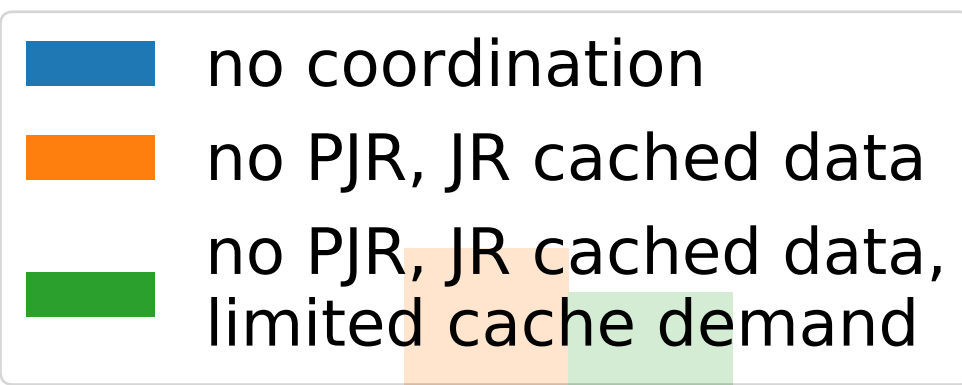 no coordination
no PJR, JR cached data
no PJR, JR cached data,
limited cache demand